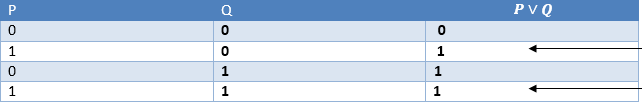 P Q P ∨ Q
0 0 0
1 0 1
0 1 1
1 1 1